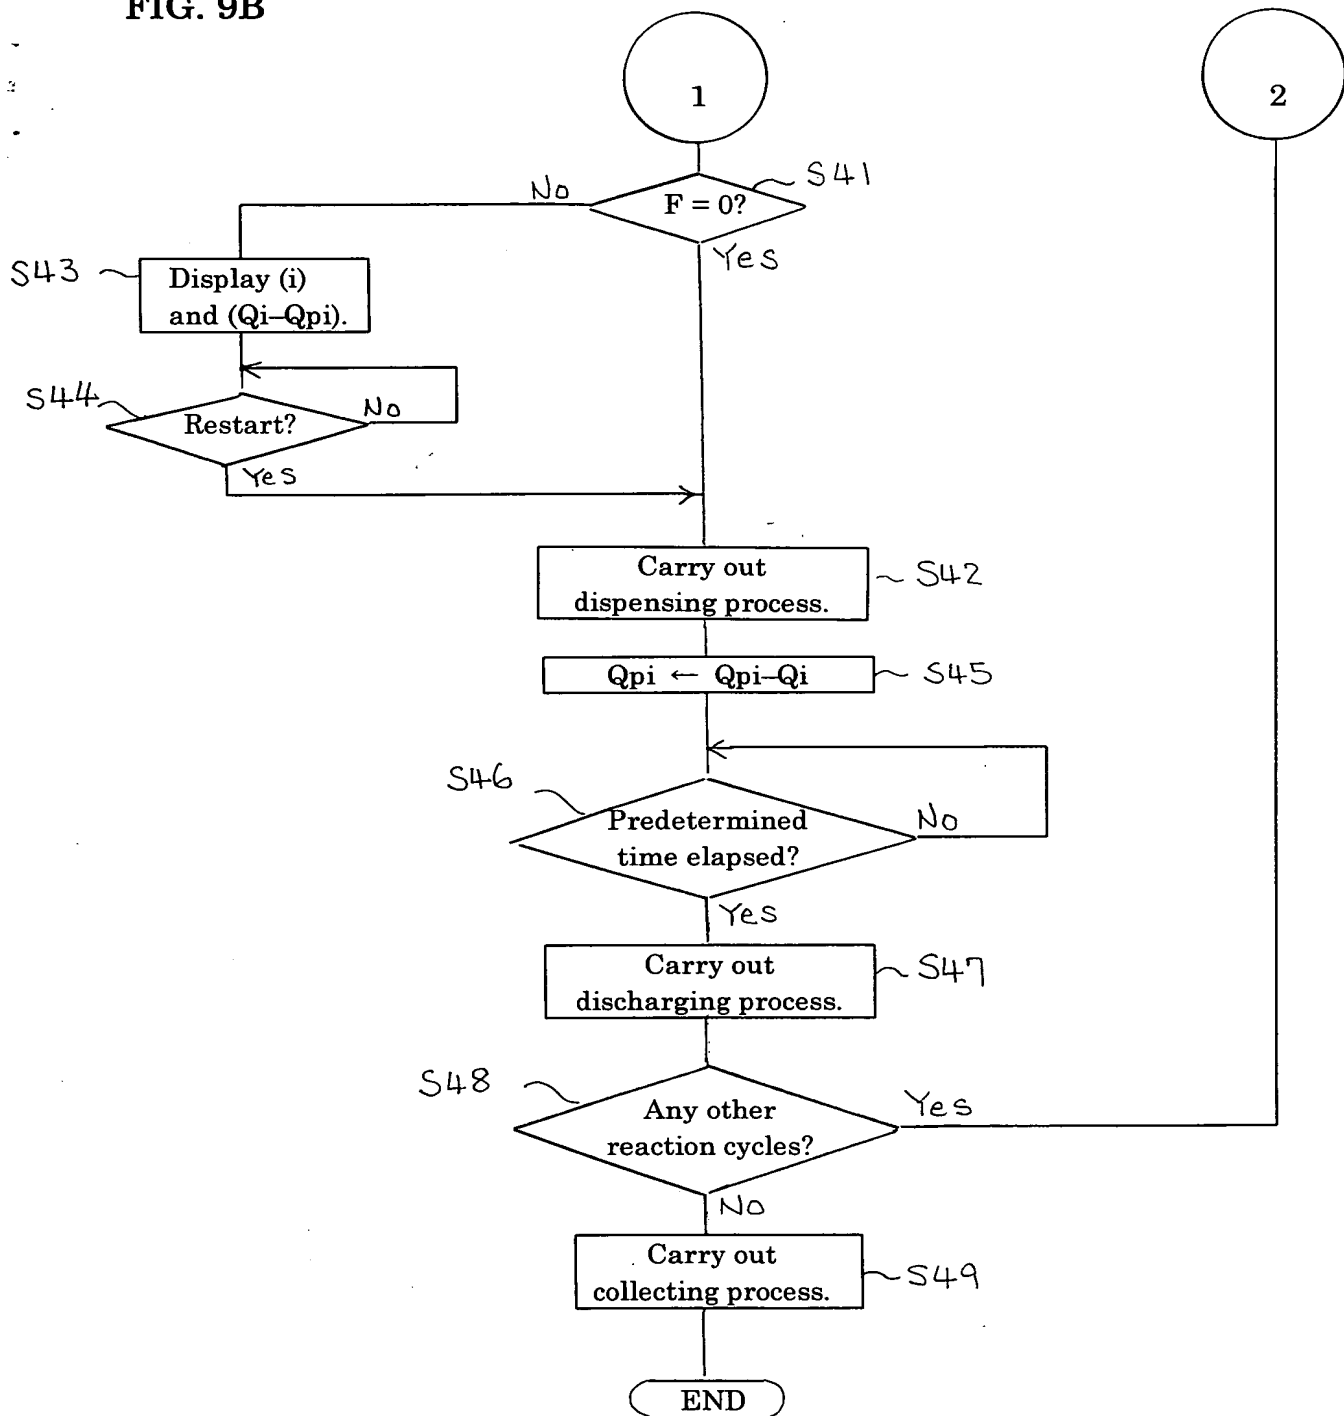 FIG. 9B
1
2
S41
F = 0?
No
Yes
S43
Display (i)
and (Qi–Qpi).
S44
Restart?
No
Yes
Carry out
dispensing process.
S42
Qpi ← Qpi–Qi
S45
S46
Predetermined
time elapsed?
No
Yes
Carry out
discharging process.
S47
S48
Any other
reaction cycles?
Yes
No
Carry out
collecting process.
S49
END